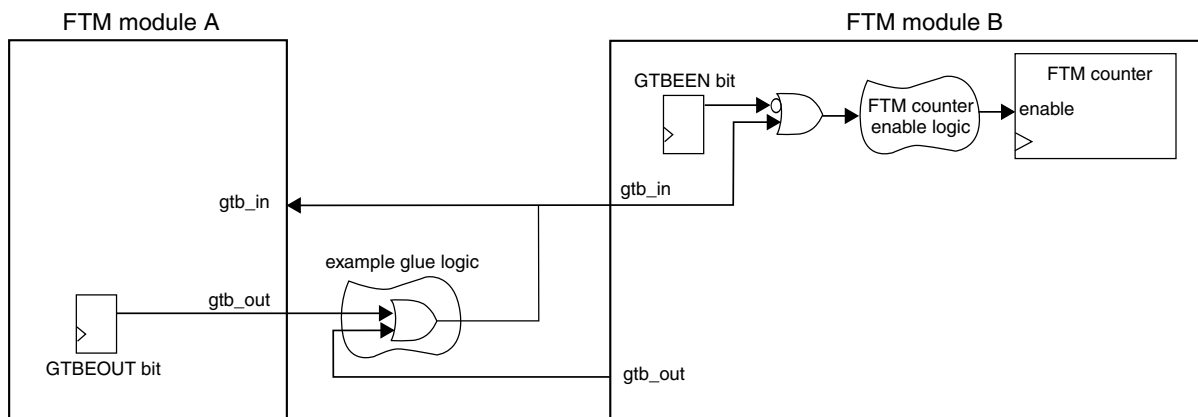 FTM module A
FTM module B
GTBEEN bit
FTM counter
FTM counter
enable logic
enable
gtb_in
gtb_in
example glue logic
gtb_out
GTBEOUT bit
gtb_out